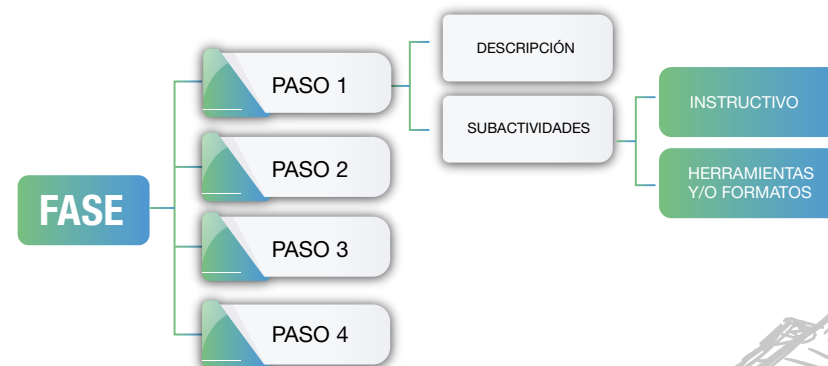 FASE
PASO 1
PASO 2
PASO 3
PASO 4
DESCRIPCIÓN
SUBACTIVIDADES
INSTRUCTIVO
HERRAMIENTAS
Y/O FORMATOS